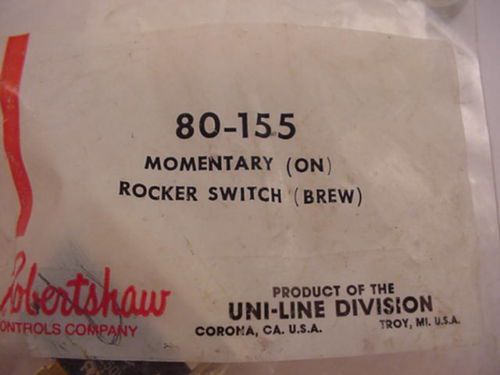 80-155
MOMENTARY (ON)
ROCKER SWITCH (BREW)
Robertshaw
ONTROLS COMPANY
PRODUCT OF THE
UNI-LINE DIVISION
CORONA, CA. U.S.A. TROY, MI. U.S.A.